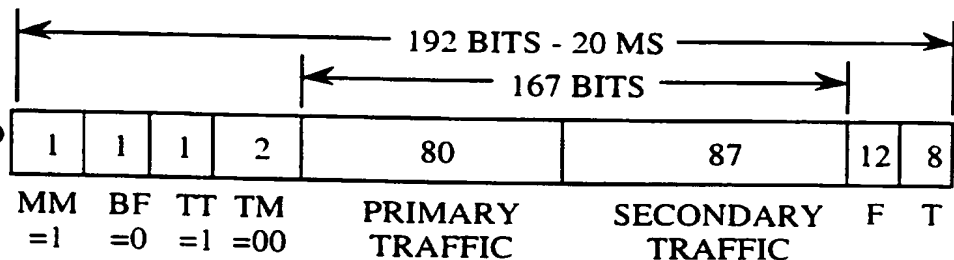 192 BITS - 20 MS
167 BITS
1 1 1 2 80 87 12 8
MM BF TT TM PRIMARY SECONDARY F T
=1 =0 =1 =00 TRAFFIC TRAFFIC